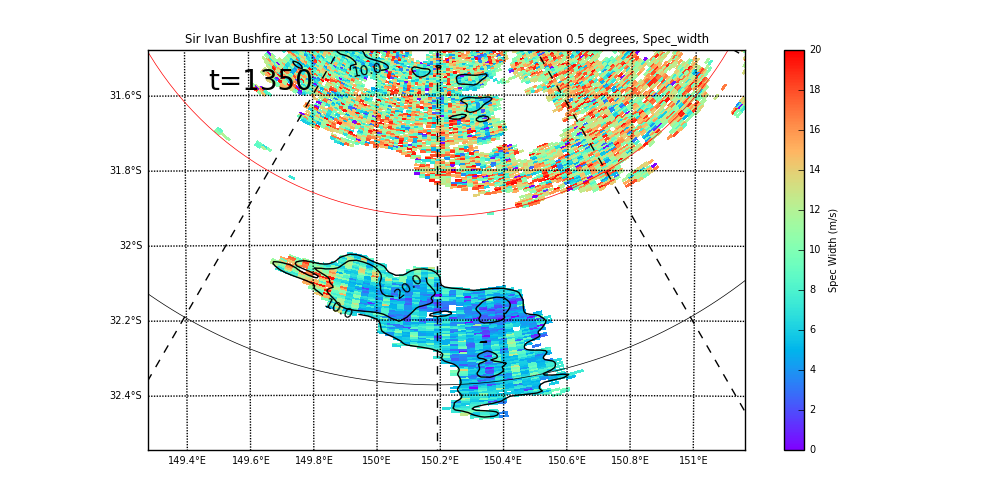 Sir Ivan Bushfire at 13:50 Local Time on 2017 02 12 at elevation 0.5 degrees, Spec_width
t=1350
10.0
31.6°S
31.8°S
32°S
32.2°S
32.4°S
20.0
10.0
149.4°E 149.6°E 149.8°E 150°E 150.2°E 150.4°E 150.6°E 150.8°E 151°E
20
18
16
14
12
10
8
6
4
2
0
Spec Width (m/s)